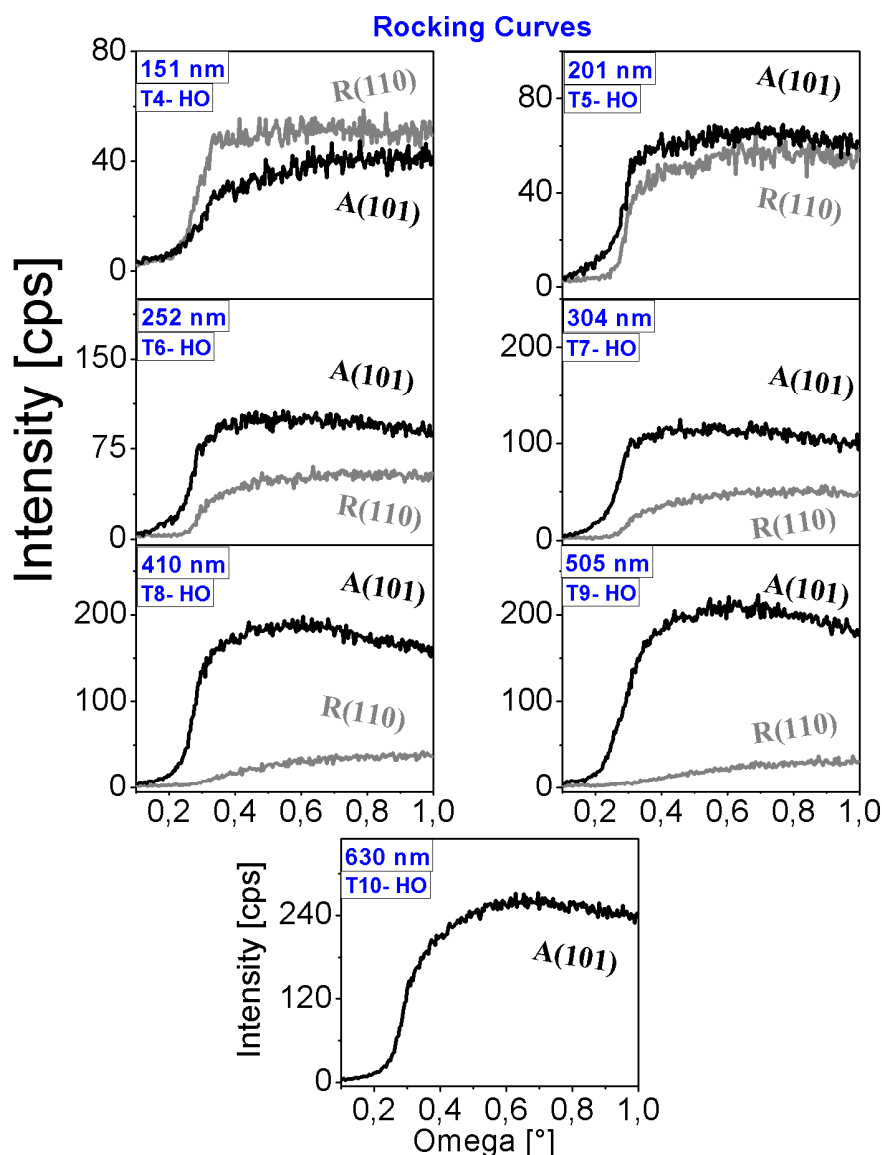 Rocking Curves
Intensity [cps]
80
40
0
151 nm
T4- HO
R(110)
A(101)
80
40
0
201 nm
T5- HO
A(101)
R(110)
150
75
0
252 nm
T6- HO
A(101)
R(110)
200
100
0
304 nm
T7- HO
A(101)
R(110)
200
100
0
410 nm
T8- HO
A(101)
R(110)
0,2 0,4 0,6 0,8 1,0
200
100
0
505 nm
T9- HO
A(101)
R(110)
0,2 0,4 0,6 0,8 1,0
Intensity [cps]
240
120
0
630 nm
T10- HO
A(101)
0,2 0,4 0,6 0,8 1,0
Omega [°]